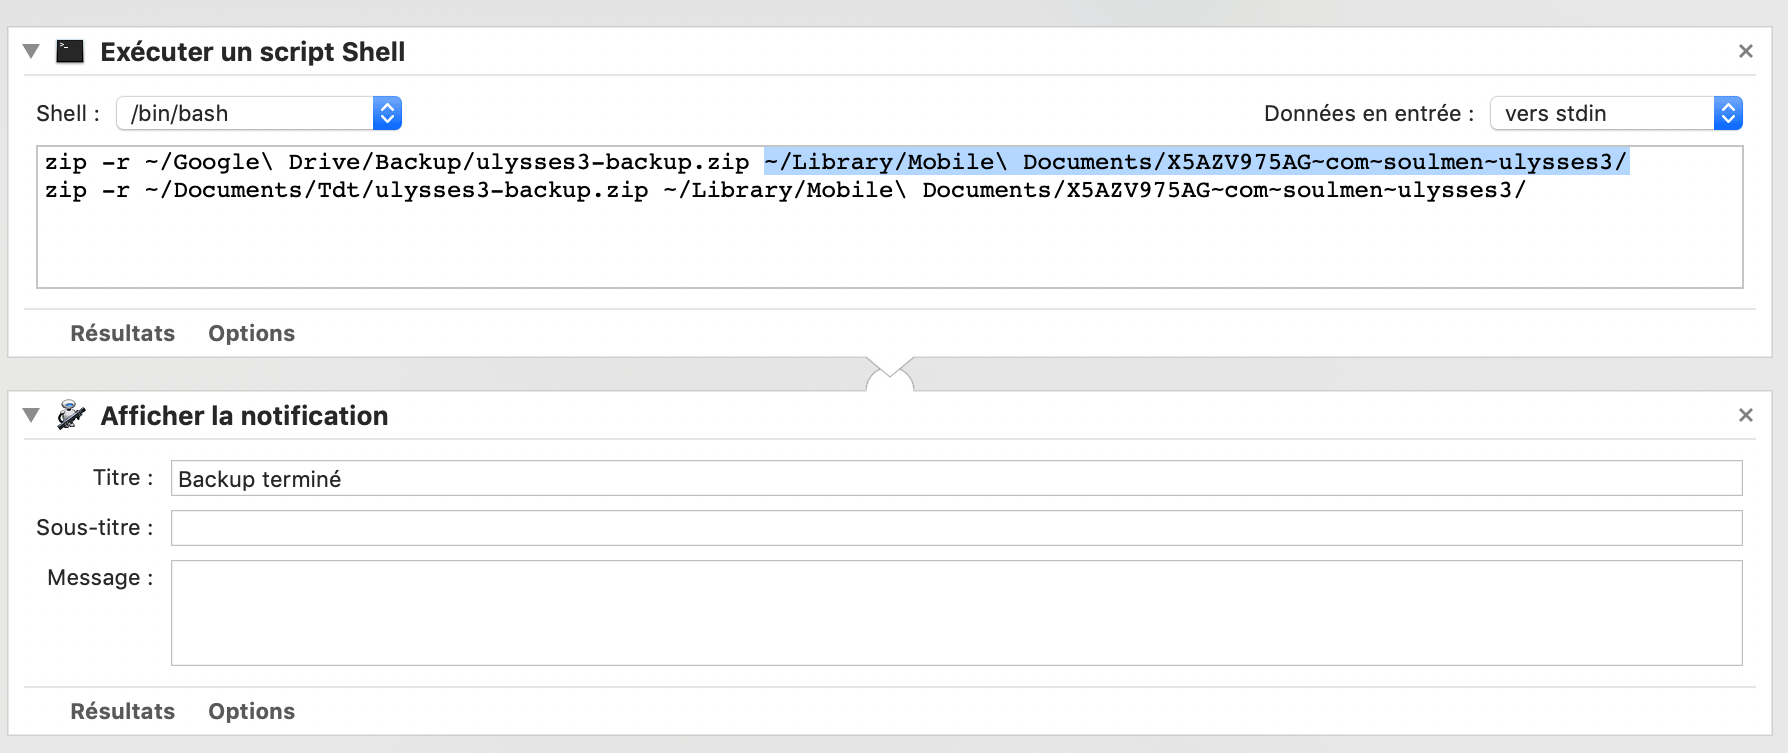 Exécuter un script Shell
Shell : /bin/bash Données en entrée : vers stdin
zip -r ~/Google\ Drive/Backup/ulysses3-backup.zip ~/Library/Mobile\ Documents/X5AZV975AG~com~soulmen~ulysses3/
zip -r ~/Documents/Tdt/ulysses3-backup.zip ~/Library/Mobile\ Documents/X5AZV975AG~com~soulmen~ulysses3/
Résultats Options
Afficher la notification
Titre : Backup terminé
Sous-titre :
Message :
Résultats Options